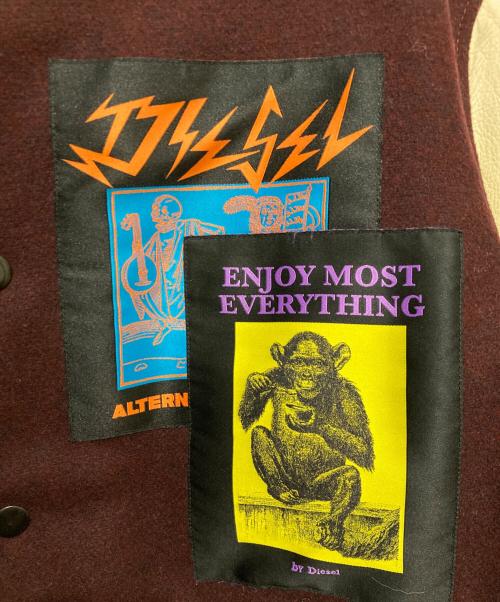 DIESEL
ALTERN
ENJOY MOST
EVERYTHING
by Diesel